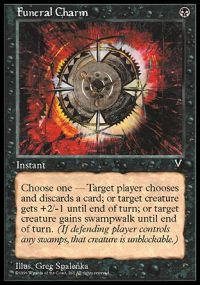 Funeral Charm
Instant
Choose one — Target player chooses
and discards a card; or target creature
gets +2/-1 until end of turn; or target
creature gains swampwalk until end
of turn. (If defending player controls
any swamps, that creature is unblockable.)
Illus. Greg Spalenka